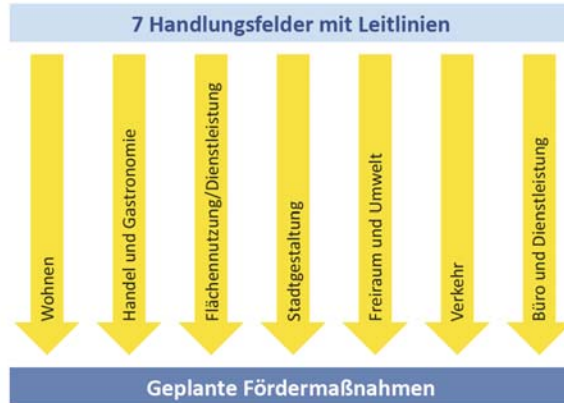 7 Handlungsfelder mit Leitlinien
Wohnen
Handel und Gastronomie
Flächennutzung/Dienstleistung
Stadtgestaltung
Freiraum und Umwelt
Verkehr
Büro und Dienstleistung
Geplante Fördermaßnahmen